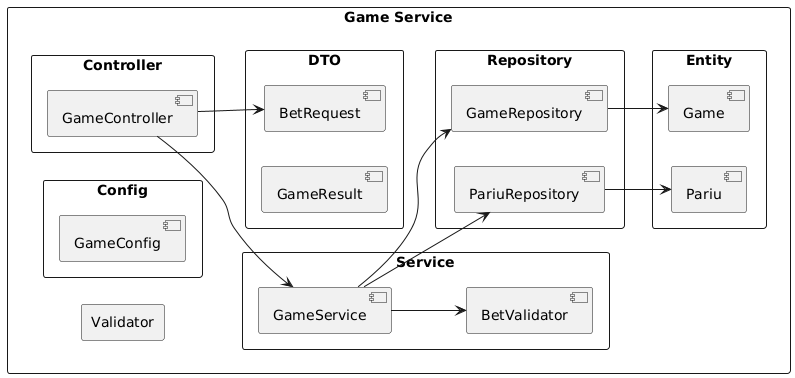 Game Service
Controller
GameController
DTO
BetRequest
GameResult
Repository
GameRepository
PariuRepository
Entity
Game
Pariu
Config
GameConfig
Service
GameService
BetValidator
Validator